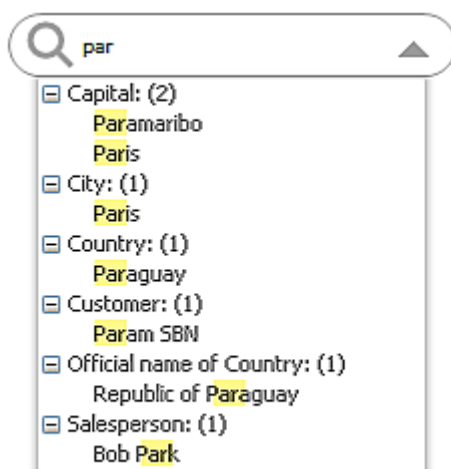 par
Capital: (2)
Paramaribo
Paris
City: (1)
Paris
Country: (1)
Paraguay
Customer: (1)
Param SBN
Official name of Country: (1)
Republic of Paraguay
Salesperson: (1)
Bob Park